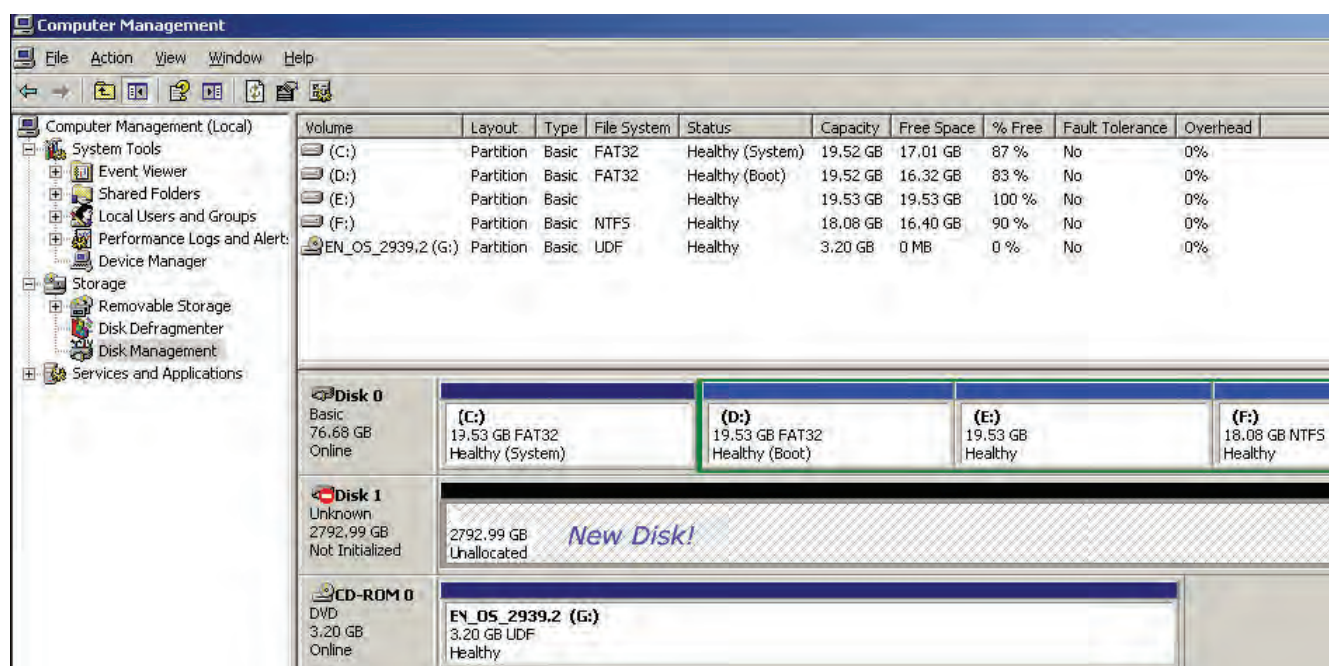 Computer Management
File Action View Window Help
Computer Management (Local)
System Tools
Event Viewer
Shared Folders
Local Users and Groups
Performance Logs and Alert:
Device Manager
Storage
Removable Storage
Disk Defragmenter
Disk Management
Services and Applications
Volume Layout Type File System Status Capacity Free Space % Free Fault Tolerance Overhead
(C:) Partition Basic FAT32 Healthy (System) 19.52 GB 17.01 GB 87 % No 0%
(D:) Partition Basic FAT32 Healthy (Boot) 19.52 GB 16.32 GB 83 % No 0%
(E:) Partition Basic Healthy 19.53 GB 19.53 GB 100 % No 0%
(F:) Partition Basic NTFS Healthy 18.08 GB 16.40 GB 90 % No 0%
EN_OS_2939.2 (G:) Partition Basic UDF Healthy 3.20 GB 0 MB 0 % No 0%
Disk 0
Basic
76.68 GB
Online
(C:)
19.53 GB FAT32
Healthy (System)
(D:)
19.53 GB FAT32
Healthy (Boot)
(E:)
19.53 GB
Healthy
(F:)
18.08 GB NTFS
Healthy
Disk 1
Unknown
2792.99 GB
Not Initialized
2792.99 GB
Unallocated
New Disk!
CD-ROM 0
DVD
3.20 GB
Online
EN_OS_2939.2 (G:)
3.20 GB UDF
Healthy